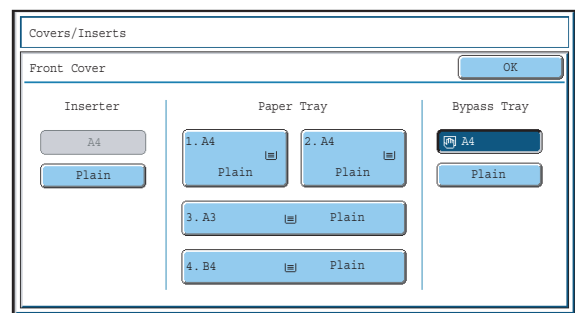 Covers/Inserts
Front Cover
OK
Inserter
Paper Tray
Bypass Tray
A4
Plain
1. A4
Plain
2. A4
Plain
3. A3 Plain
4. B4 Plain
A4
Plain